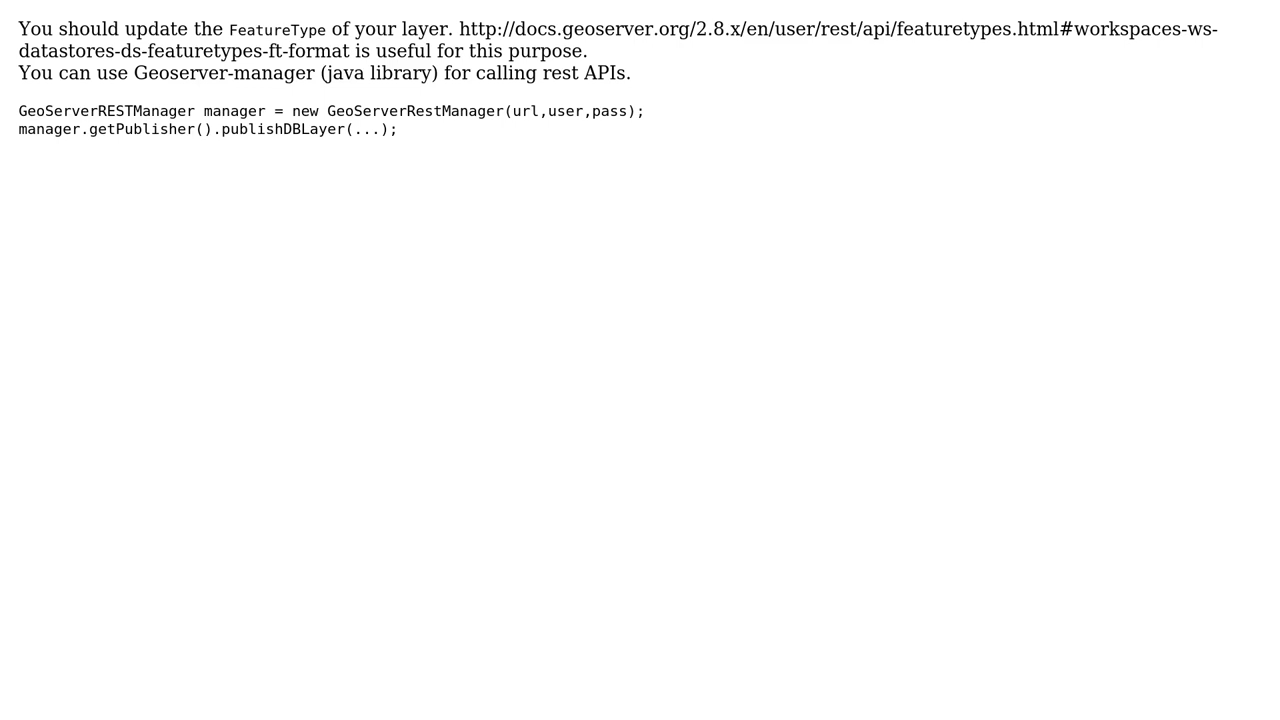 You should update the FeatureType of your layer. http://docs.geoserver.org/2.8.x/en/user/rest/api/featuretypes.html#workspaces-ws-
datastores-ds-featuretypes-ft-format is useful for this purpose.
You can use Geoserver-manager (java library) for calling rest APIs.
GeoServerRESTManager manager = new GeoServerRestManager(url,user,pass);
manager.getPublisher().publishDBLayer(...);